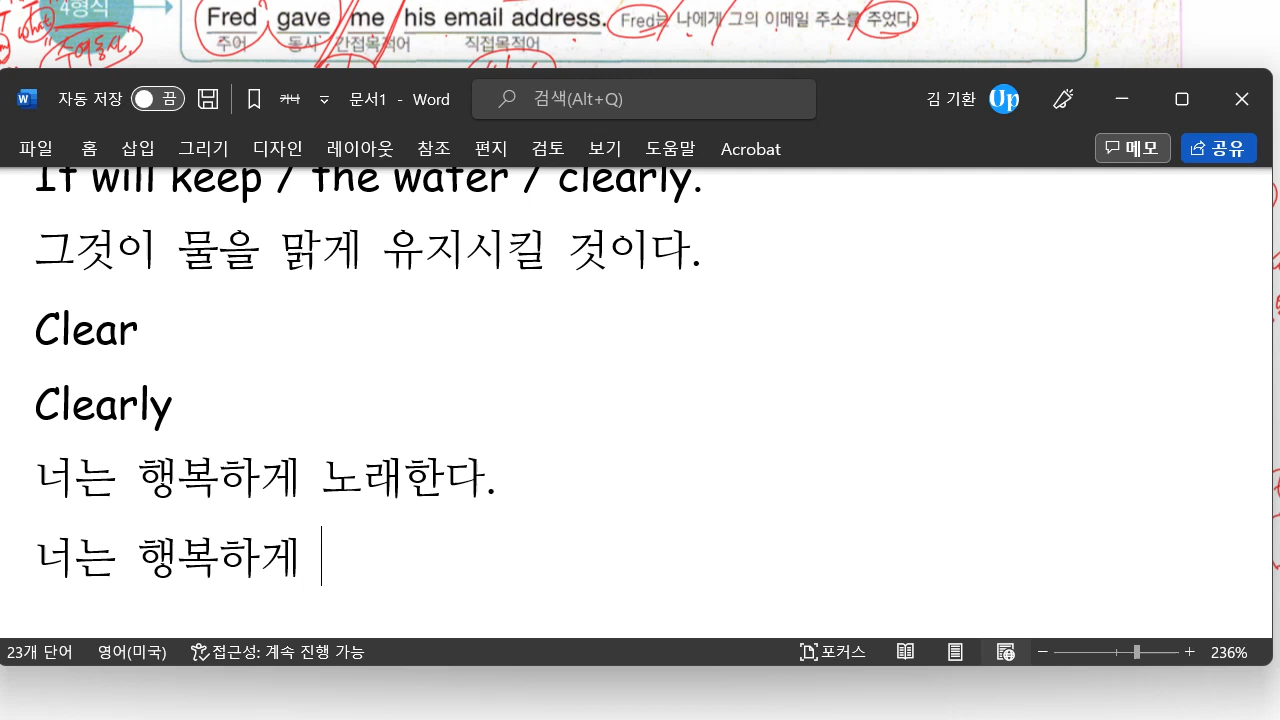 4형식
Fred gave me his email address. Fred는 나에게 그의 이메일 주소를 주었다.
주어 동사 간접목적어 직접목적어
"주어동사"
자동 저장 끔 가나 문서1 - Word 검색(Alt+Q) 김 기환 Up
파일 홈 삽입 그리기 디자인 레이아웃 참조 편지 검토 보기 도움말 Acrobat 메모 공유
It will keep / the water / clearly.
그것이 물을 맑게 유지시킬 것이다.
Clear
Clearly
너는 행복하게 노래한다.
너는 행복하게
23개 단어 영어(미국) 접근성: 계속 진행 가능 포커스 236%